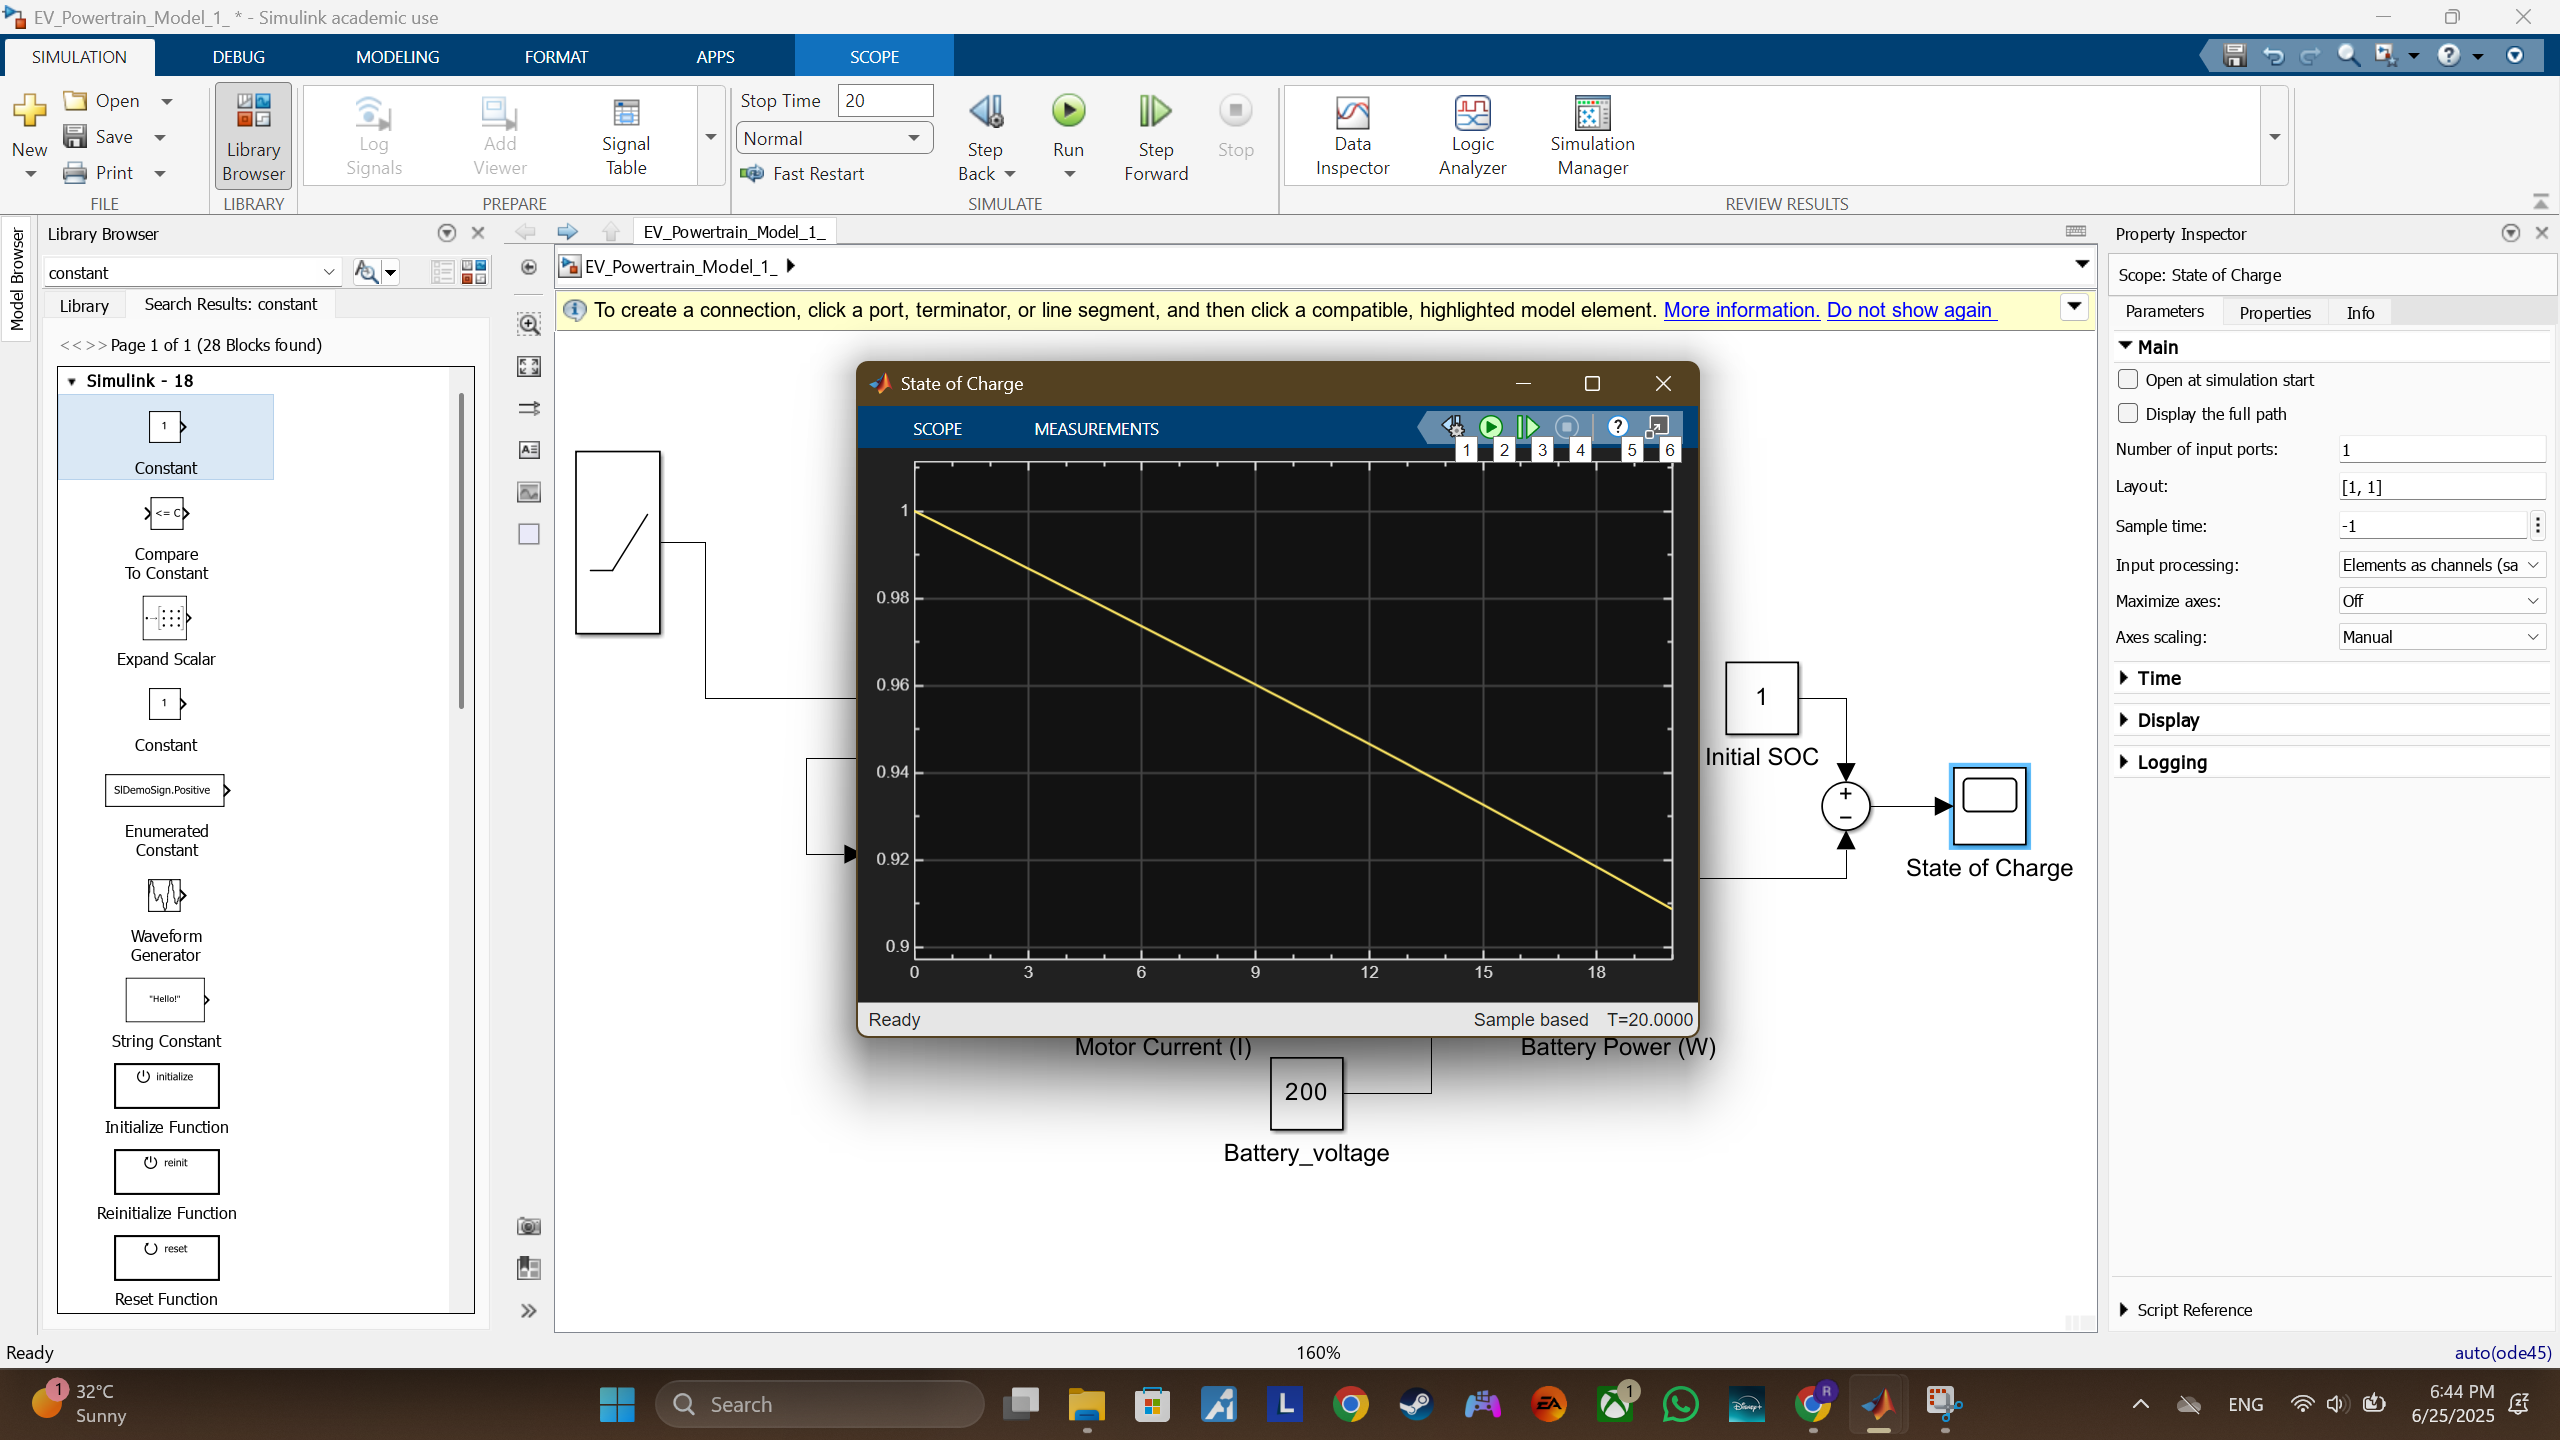 EV_Powertrain_Model_1_ * - Simulink academic use
SIMULATION DEBUG MODELING FORMAT APPS SCOPE
New
Open
Save
Print
FILE
Library Browser
LIBRARY
Log Signals
Add Viewer
Signal Table
PREPARE
Stop Time 20
Normal
Fast Restart
Step Back
Run
Step Forward
Stop
SIMULATE
Data Inspector
Logic Analyzer
Simulation Manager
REVIEW RESULTS
Model Browser
Library Browser
constant
Library Search Results: constant
<< >> Page 1 of 1 (28 Blocks found)
Simulink - 18
1
Constant
<= C
Compare
To Constant
Expand Scalar
1
Constant
SlDemoSign.Positive
Enumerated
Constant
Waveform
Generator
"Hello!"
String Constant
initialize
Initialize Function
reinit
Reinitialize Function
reset
Reset Function
EV_Powertrain_Model_1_
EV_Powertrain_Model_1_
To create a connection, click a port, terminator, or line segment, and then click a compatible, highlighted model element. More information. Do not show again
State of Charge
SCOPE MEASUREMENTS
1 2 3 4 5 6
1
0.98
0.96
0.94
0.92
0.9
0 3 6 9 12 15 18
Ready Sample based T=20.0000
1
Initial SOC
+
−
State of Charge
Motor Current (I)
Battery Power (W)
200
Battery_voltage
Property Inspector
Scope: State of Charge
Parameters Properties Info
Main
Open at simulation start
Display the full path
Number of input ports: 1
Layout: [1, 1]
Sample time: -1
Input processing: Elements as channels (sa
Maximize axes: Off
Axes scaling: Manual
Time
Display
Logging
Script Reference
Ready 160% auto(ode45)
1
32°C
Sunny
Search
L
EA
1
Disney+
R
ENG
6:44 PM
6/25/2025